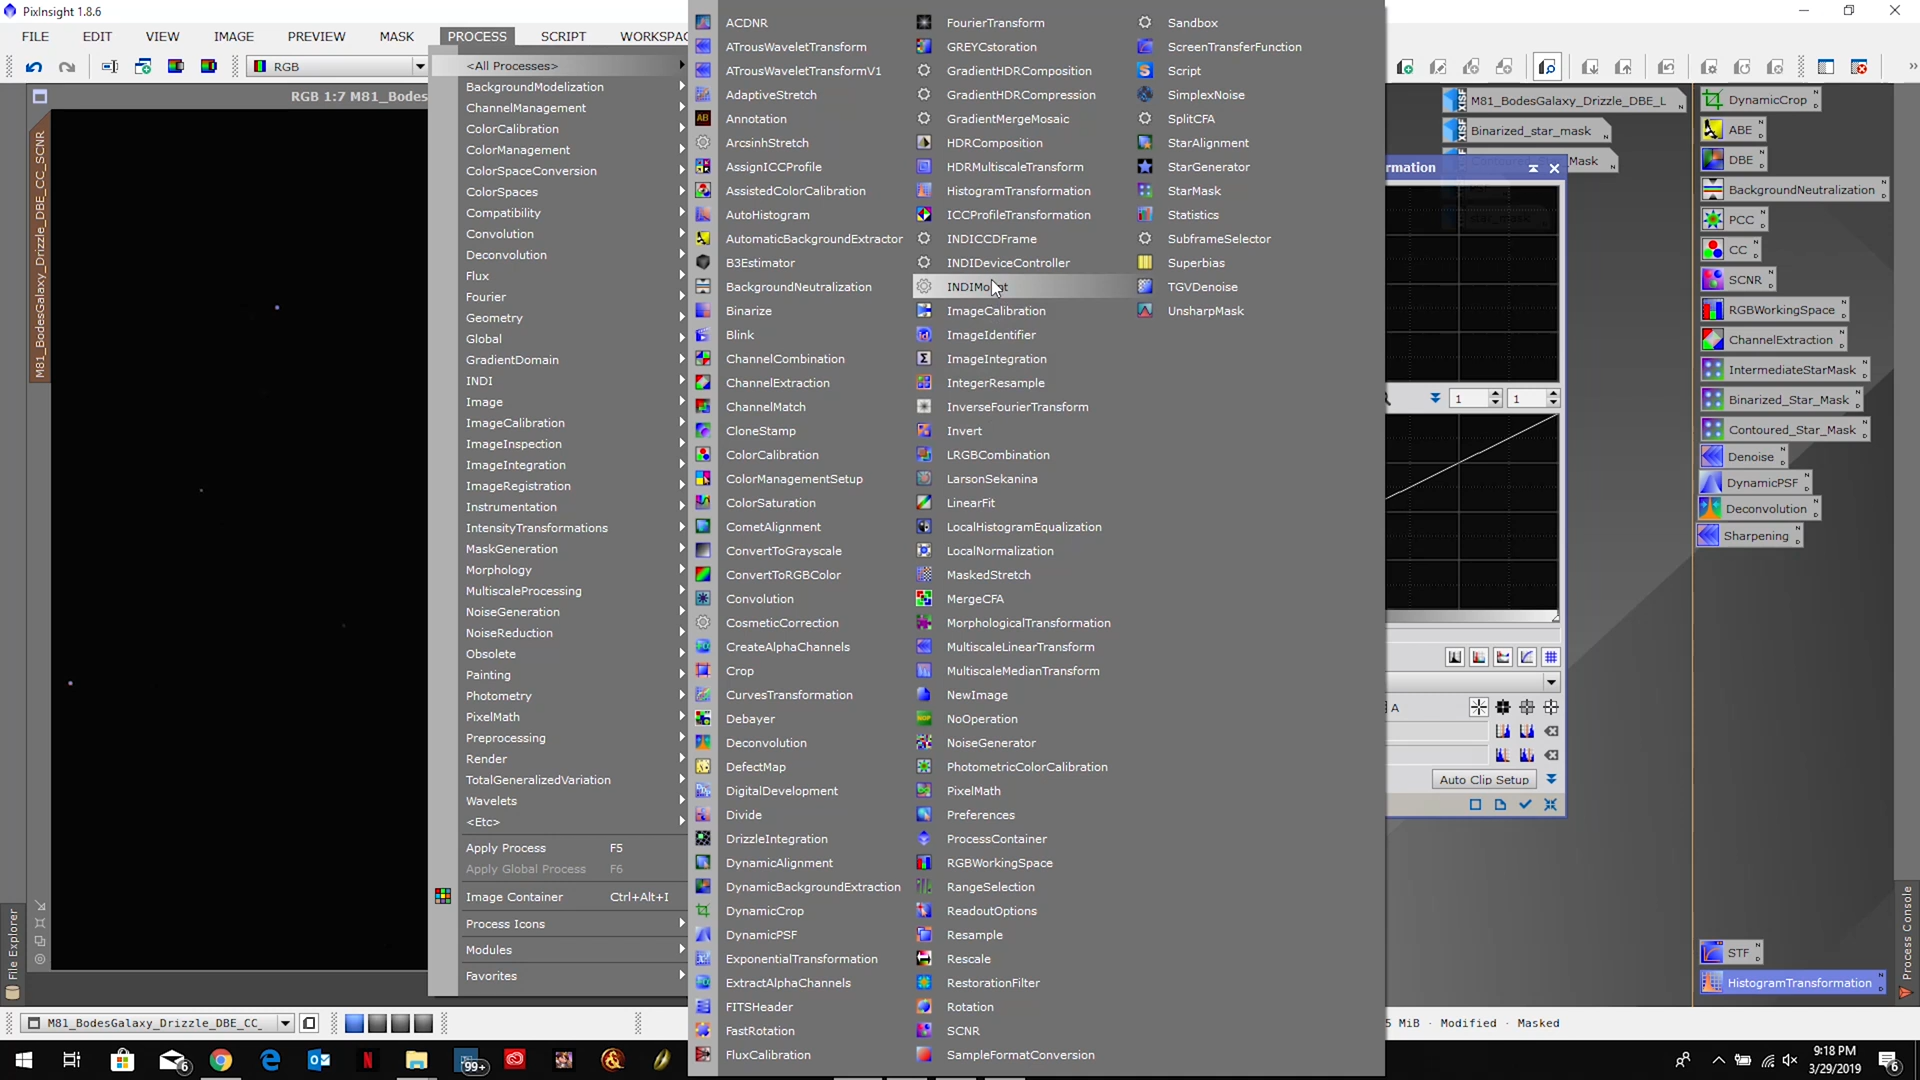 PixInsight 1.8.6
FILE EDIT VIEW IMAGE PREVIEW MASK PROCESS SCRIPT WORKSPAC
RGB
RGB 1:7 M81_Bodes
M81_BodesGalaxy_Drizzle_DBE_CC_SCNR
<All Processes>
BackgroundModelization
ChannelManagement
ColorCalibration
ColorManagement
ColorSpaceConversion
ColorSpaces
Compatibility
Convolution
Deconvolution
Flux
Fourier
Geometry
Global
GradientDomain
INDI
Image
ImageCalibration
ImageInspection
ImageIntegration
ImageRegistration
Instrumentation
IntensityTransformations
MaskGeneration
Morphology
MultiscaleProcessing
NoiseGeneration
NoiseReduction
Obsolete
Painting
Photometry
PixelMath
Preprocessing
Render
TotalGeneralizedVariation
Wavelets
<Etc>
Apply Process F5
Apply Global Process F6
Image Container Ctrl+Alt+I
Process Icons
Modules
Favorites
ACDNR
ATrousWaveletTransform
ATrousWaveletTransformV1
AdaptiveStretch
Annotation
ArcsinhStretch
AssignICCProfile
AssistedColorCalibration
AutoHistogram
AutomaticBackgroundExtractor
B3Estimator
BackgroundNeutralization
Binarize
Blink
ChannelCombination
ChannelExtraction
ChannelMatch
CloneStamp
ColorCalibration
ColorManagementSetup
ColorSaturation
CometAlignment
ConvertToGrayscale
ConvertToRGBColor
Convolution
CosmeticCorrection
CreateAlphaChannels
Crop
CurvesTransformation
Debayer
Deconvolution
DefectMap
DigitalDevelopment
Divide
DrizzleIntegration
DynamicAlignment
DynamicBackgroundExtraction
DynamicCrop
DynamicPSF
ExponentialTransformation
ExtractAlphaChannels
FITSHeader
FastRotation
FluxCalibration
FourierTransform
GREYCstoration
GradientHDRComposition
GradientHDRCompression
GradientMergeMosaic
HDRComposition
HDRMultiscaleTransform
HistogramTransformation
ICCProfileTransformation
INDICCDFrame
INDIDeviceController
ImageCalibration
ImageIdentifier
ImageIntegration
IntegerResample
InverseFourierTransform
Invert
LRGBCombination
LarsonSekanina
LinearFit
LocalHistogramEqualization
LocalNormalization
MaskedStretch
MergeCFA
MorphologicalTransformation
MultiscaleLinearTransform
MultiscaleMedianTransform
NewImage
NoOperation
NoiseGenerator
PhotometricColorCalibration
PixelMath
Preferences
ProcessContainer
RGBWorkingSpace
RangeSelection
ReadoutOptions
Resample
Rescale
RestorationFilter
Rotation
SCNR
SampleFormatConversion
Sandbox
ScreenTransferFunction
Script
SimplexNoise
SplitCFA
StarAlignment
StarGenerator
StarMask
Statistics
SubframeSelector
Superbias
TGVDenoise
UnsharpMask
M81_BodesGalaxy_Drizzle_DBE_L
Binarized_star_mask
Mask
rmation
1 1
A
Auto Clip Setup
DynamicCrop
ABE
DBE
BackgroundNeutralization
PCC
CC
SCNR
RGBWorkingSpace
ChannelExtraction
IntermediateStarMask
Binarized_Star_Mask
Contoured_Star_Mask
Denoise
DynamicPSF
Deconvolution
Sharpening
STF
HistogramTransformation
File Explorer
Process Console
M81_BodesGalaxy_Drizzle_DBE_CC_
5 MiB · Modified · Masked
6
99+
9:18 PM
3/29/2019
6